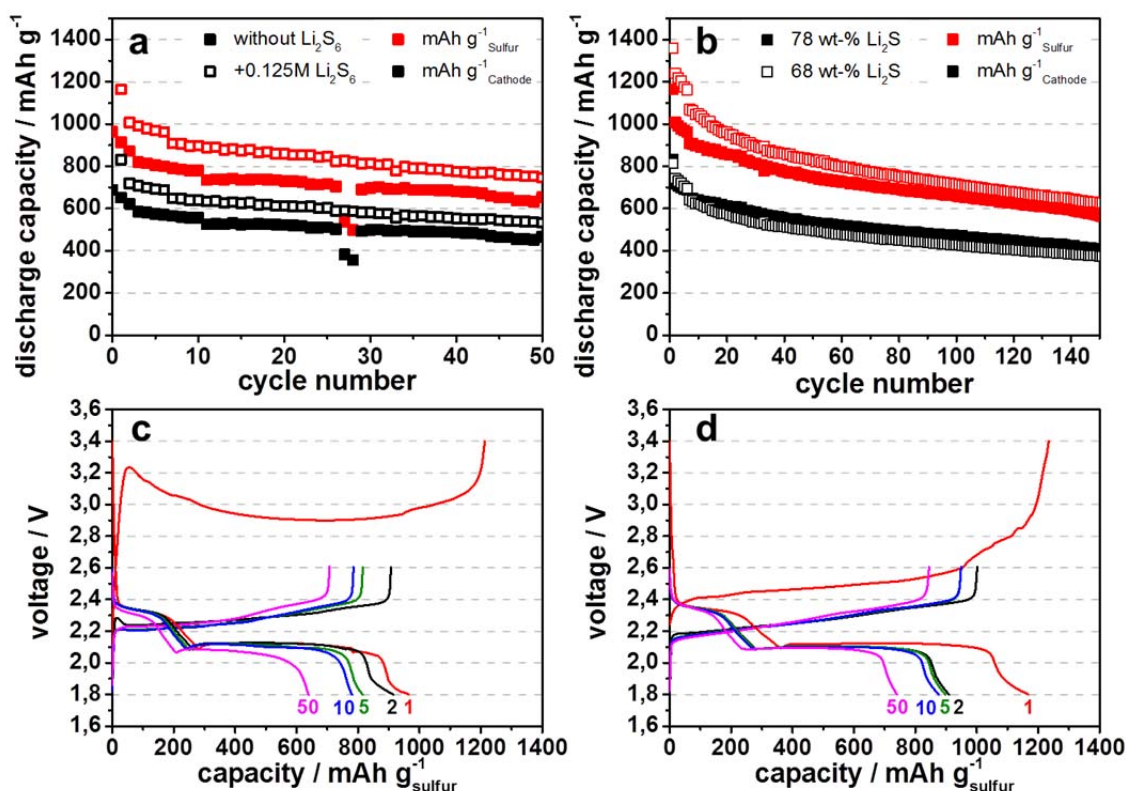 a
without Li₂S₆ mAh g⁻¹Sulfur
+0.125M Li₂S₆ mAh g⁻¹Cathode
discharge capacity / mAh g⁻¹
1400
1200
1000
800
600
400
200
0
0 10 20 30 40 50
cycle number
b
78 wt-% Li₂S mAh g⁻¹Sulfur
68 wt-% Li₂S mAh g⁻¹Cathode
discharge capacity / mAh g⁻¹
1400
1200
1000
800
600
400
200
0
0 20 40 60 80 100 120 140
cycle number
c
voltage / V
3,6
3,4
3,2
3,0
2,8
2,6
2,4
2,2
2,0
1,8
1,6
50 10 5 2 1
0 200 400 600 800 1000 1200 1400
capacity / mAh g⁻¹sulfur
d
voltage / V
3,6
3,4
3,2
3,0
2,8
2,6
2,4
2,2
2,0
1,8
1,6
50 10 5 2 1
0 200 400 600 800 1000 1200 1400
capacity / mAh g⁻¹sulfur